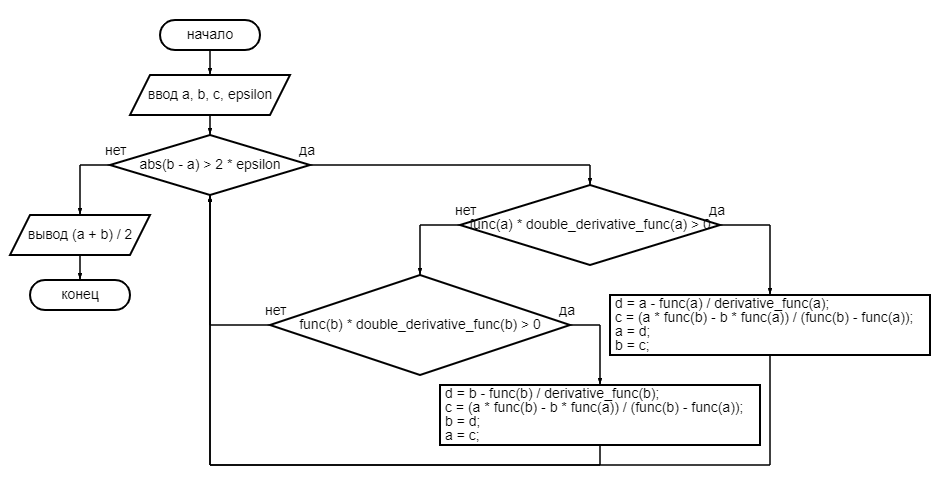 начало
ввод a, b, c, epsilon
нет
да
abs(b - a) > 2 * epsilon
нет
да
func(a) * double_derivative_func(a) > 0
вывод (a + b) / 2
конец
нет
да
func(b) * double_derivative_func(b) > 0
d = a - func(a) / derivative_func(a);
c = (a * func(b) - b * func(a)) / (func(b) - func(a));
a = d;
b = c;
d = b - func(b) / derivative_func(b);
c = (a * func(b) - b * func(a)) / (func(b) - func(a));
b = d;
a = c;